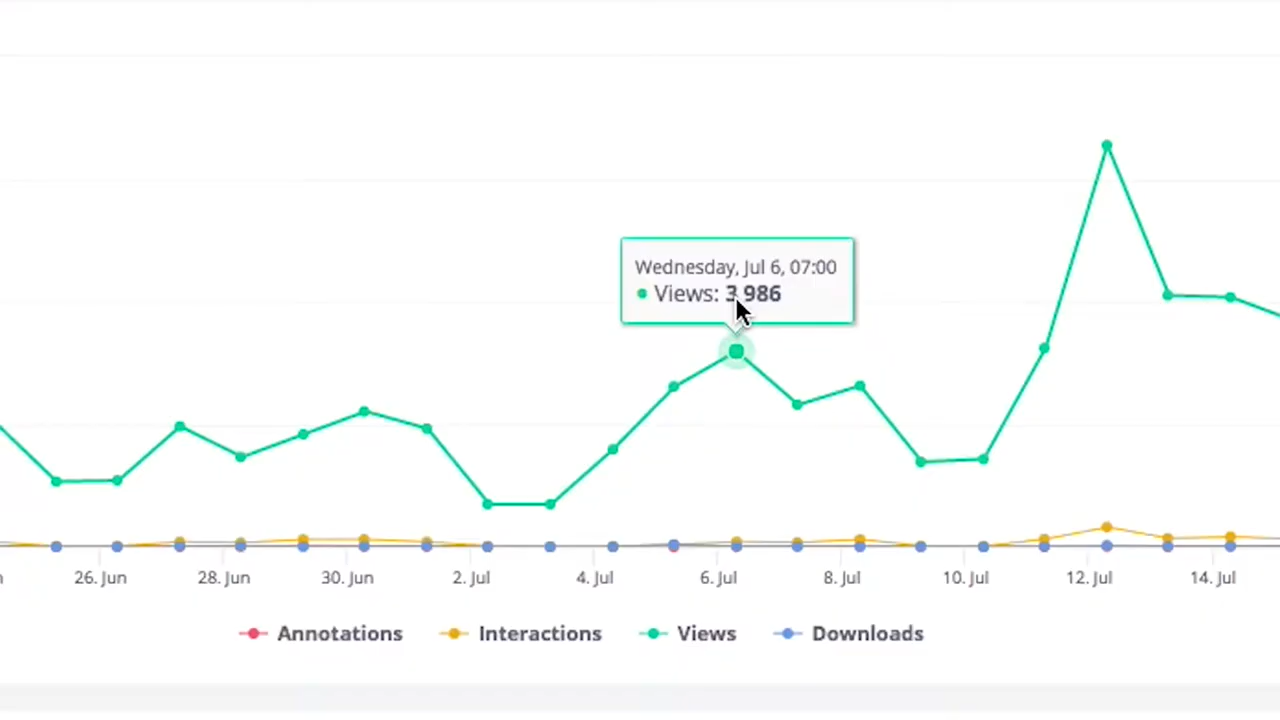 Wednesday, Jul 6, 07:00
Views: 3 986
26. Jun 28. Jun 30. Jun 2. Jul 4. Jul 6. Jul 8. Jul 10. Jul 12. Jul 14. Jul
Annotations Interactions Views Downloads